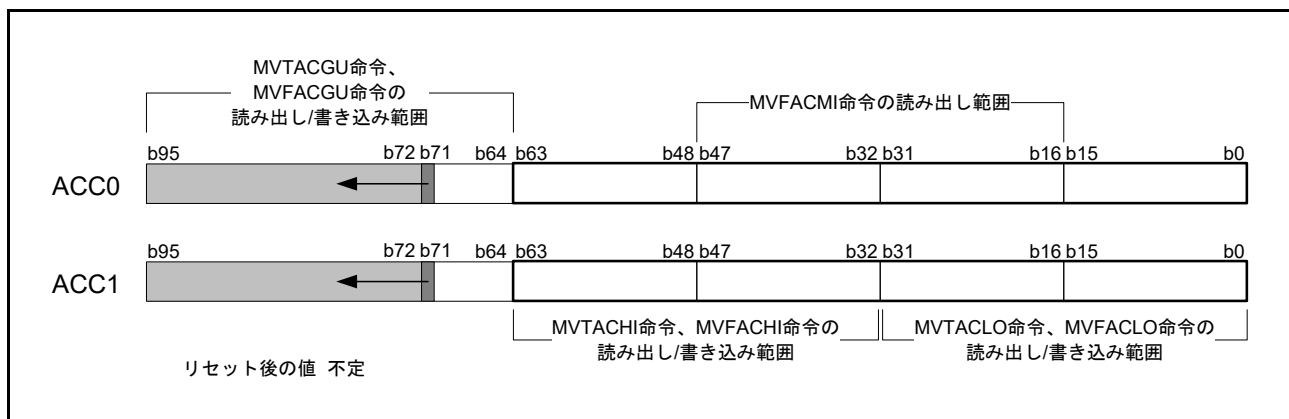 MVTACGU命令、
MVFACGU命令の
読み出し/書き込み範囲
MVFACMI命令の読み出し範囲
b95 b72 b71 b64 b63 b48 b47 b32 b31 b16 b15 b0
ACC0
b95 b72 b71 b64 b63 b48 b47 b32 b31 b16 b15 b0
ACC1
MVTACHI命令、MVFACHI命令の
読み出し/書き込み範囲
MVTACLO命令、MVFACLO命令の
読み出し/書き込み範囲
リセット後の値 不定